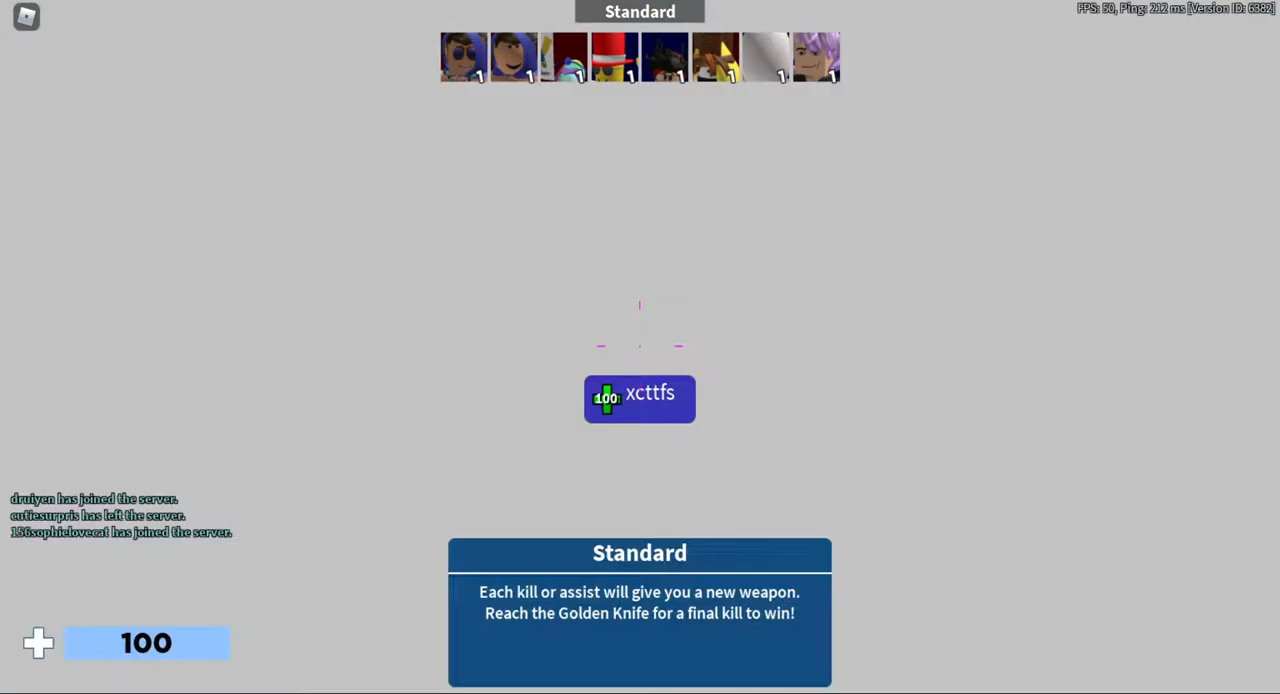 Standard
FPS: 50, Ping: 212 ms [Version ID: 6382]
1 1 1 1 1 1 1 1
100 xcttfs
druiyen has joined the server.
cutiesurpris has left the server.
156sophielovecat has joined the server.
Standard
Each kill or assist will give you a new weapon.
Reach the Golden Knife for a final kill to win!
100